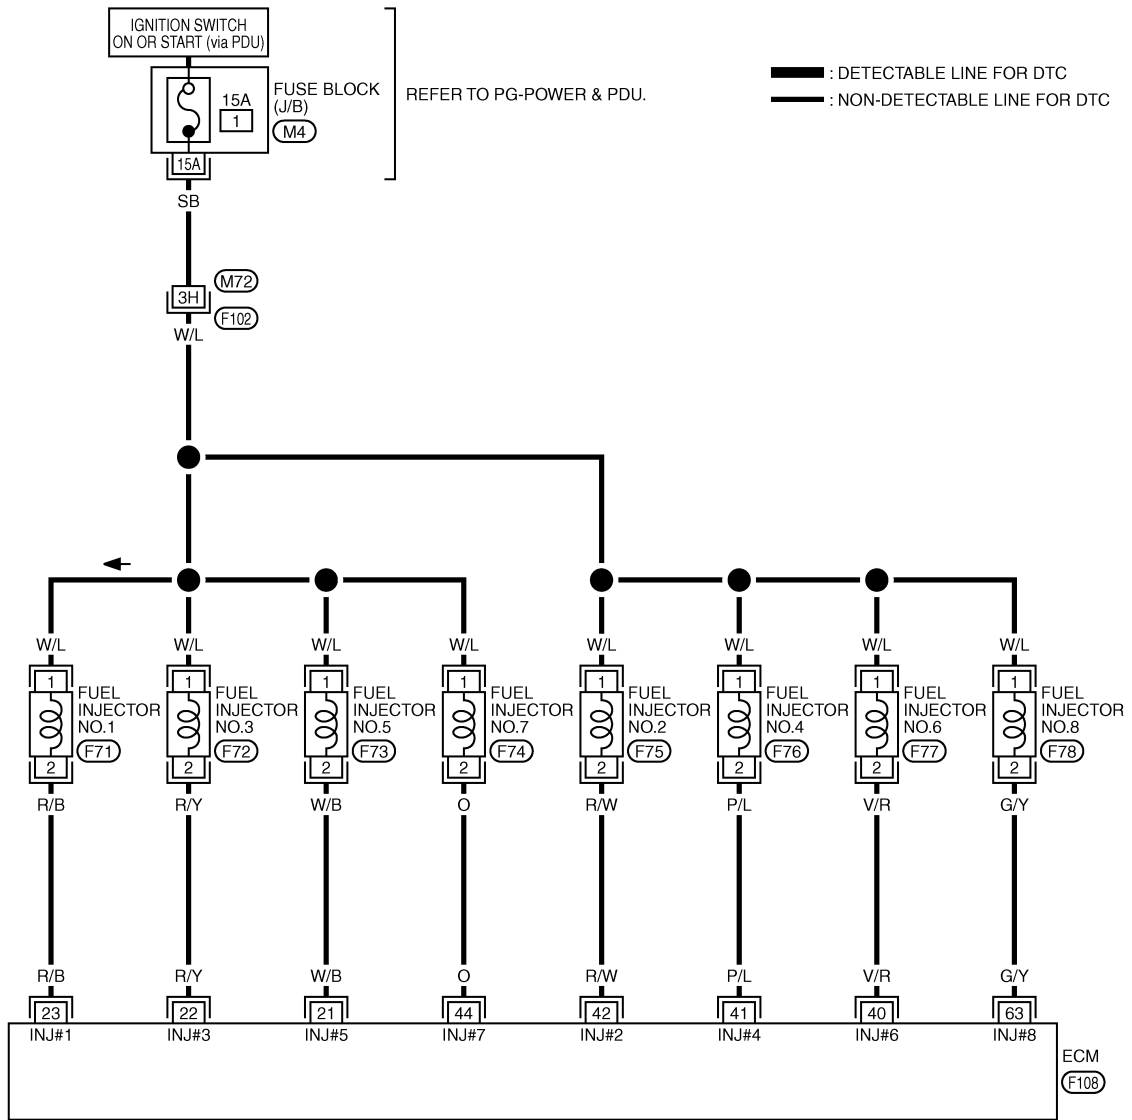 IGNITION SWITCH
ON OR START (via PDU)
15A
1
FUSE BLOCK
(J/B)
M4
REFER TO PG-POWER & PDU.
: DETECTABLE LINE FOR DTC
: NON-DETECTABLE LINE FOR DTC
15A
SB
3H
M72
F102
W/L
W/L W/L W/L W/L W/L W/L W/L W/L
1 1 1 1 1 1 1 1
FUEL
INJECTOR
NO.1
F71
FUEL
INJECTOR
NO.3
F72
FUEL
INJECTOR
NO.5
F73
FUEL
INJECTOR
NO.7
F74
FUEL
INJECTOR
NO.2
F75
FUEL
INJECTOR
NO.4
F76
FUEL
INJECTOR
NO.6
F77
FUEL
INJECTOR
NO.8
F78
2 2 2 2 2 2 2 2
R/B R/Y W/B O R/W P/L V/R G/Y
R/B R/Y W/B O R/W P/L V/R G/Y
23 22 21 44 42 41 40 63
INJ#1 INJ#3 INJ#5 INJ#7 INJ#2 INJ#4 INJ#6 INJ#8
ECM
F108